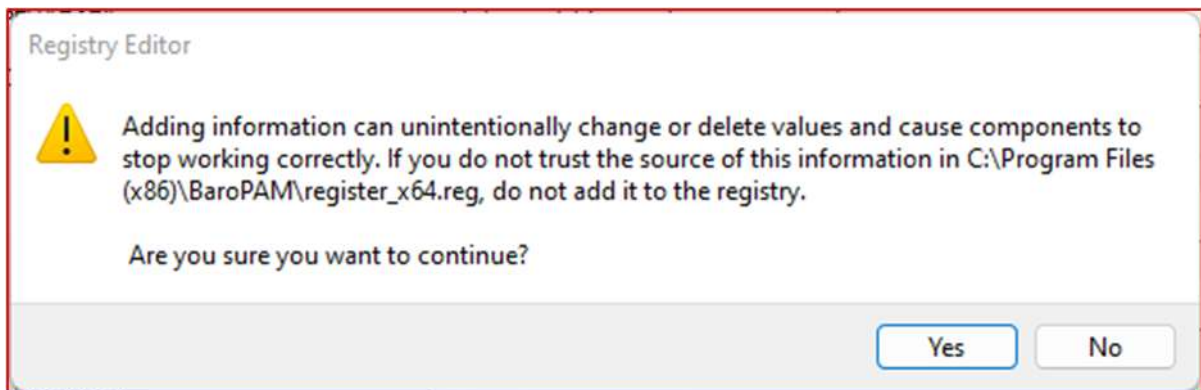 Registry Editor
Adding information can unintentionally change or delete values and cause components to
stop working correctly. If you do not trust the source of this information in C:\Program Files
(x86)\BaroPAM\register_x64.reg, do not add it to the registry.
Are you sure you want to continue?
Yes No